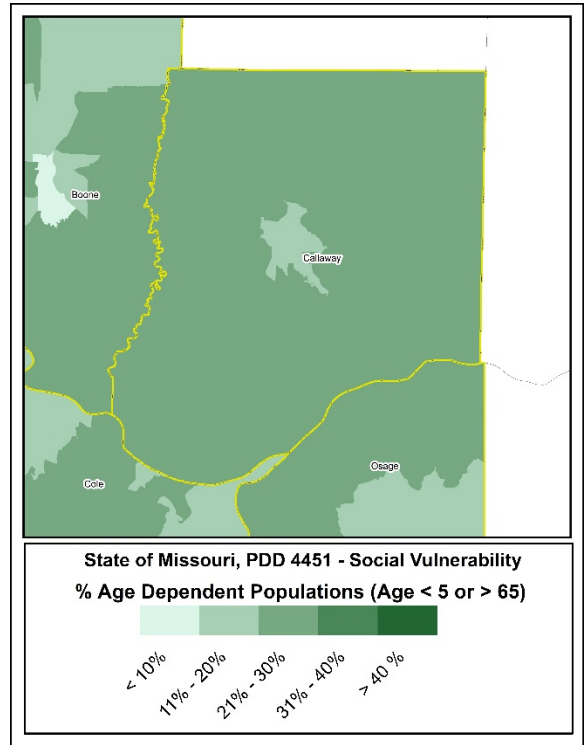 Boone
Callaway
Osage
Cole
State of Missouri, PDD 4451 - Social Vulnerability
% Age Dependent Populations (Age < 5 or > 65)
< 10%
11% - 20%
21% - 30%
31% - 40%
> 40 %